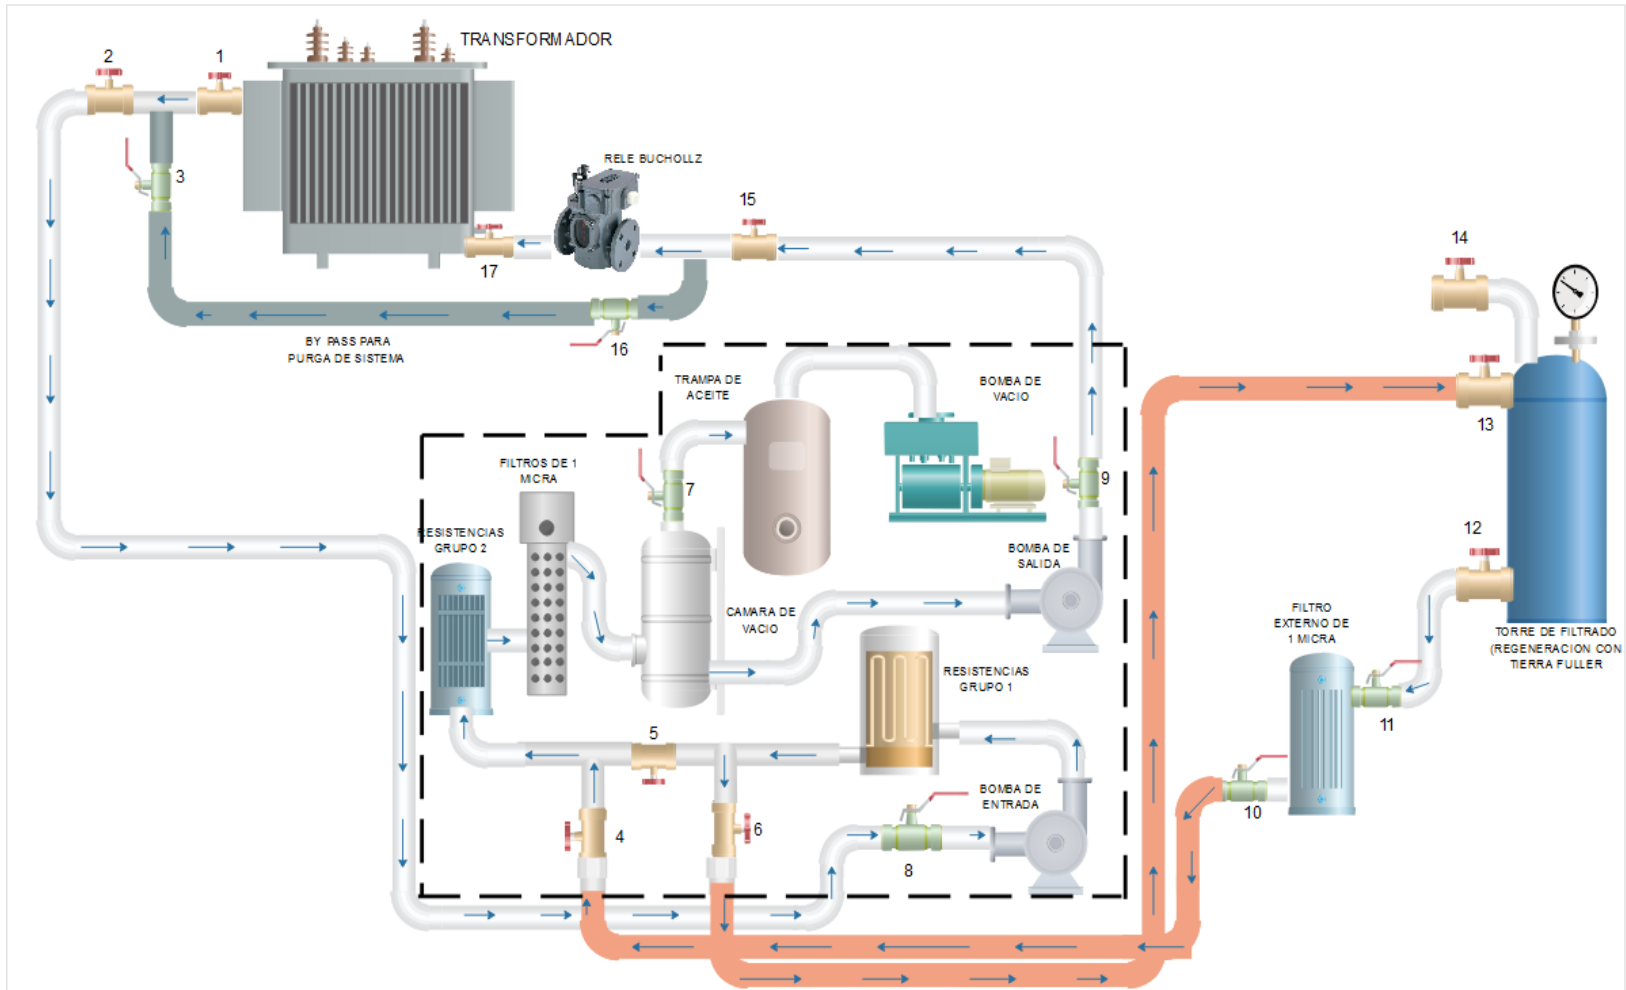 TRANSFORMADOR
2
1
3
RELE BUCHOLLZ
15
17
14
BY PASS PARA
PURGA DE SISTEMA
16
13
TRAMPA DE
ACEITE
BOMBA DE
VACIO
FILTROS DE 1
MICRA
7
9
RESISTENCIAS
GRUPO 2
BOMBA DE
SALIDA
12
CAMARA DE
VACIO
FILTRO
EXTERNO DE
1 MICRA
TORRE DE FILTRADO
(REGENERACION CON
TIERRA FULLER
RESISTENCIAS
GRUPO 1
11
5
BOMBA DE
ENTRADA
10
4
6
8